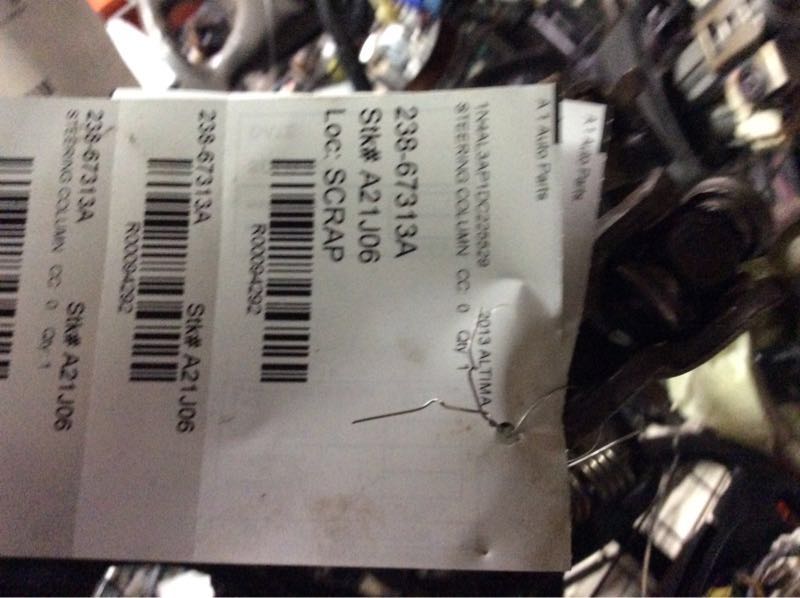 A1 Auto Parts
A1 Auto Parts
2013 ALTIMA
STEERING COLUMN CC: 0 Qty 1
238-67313A
Stk# A21J06
Loc: SCRAP
R00094292
238-67313A Stk# A21J06
R00094292
238-67313A Stk# A21J06
STEERING COLUMN CC: 0 Qty 1